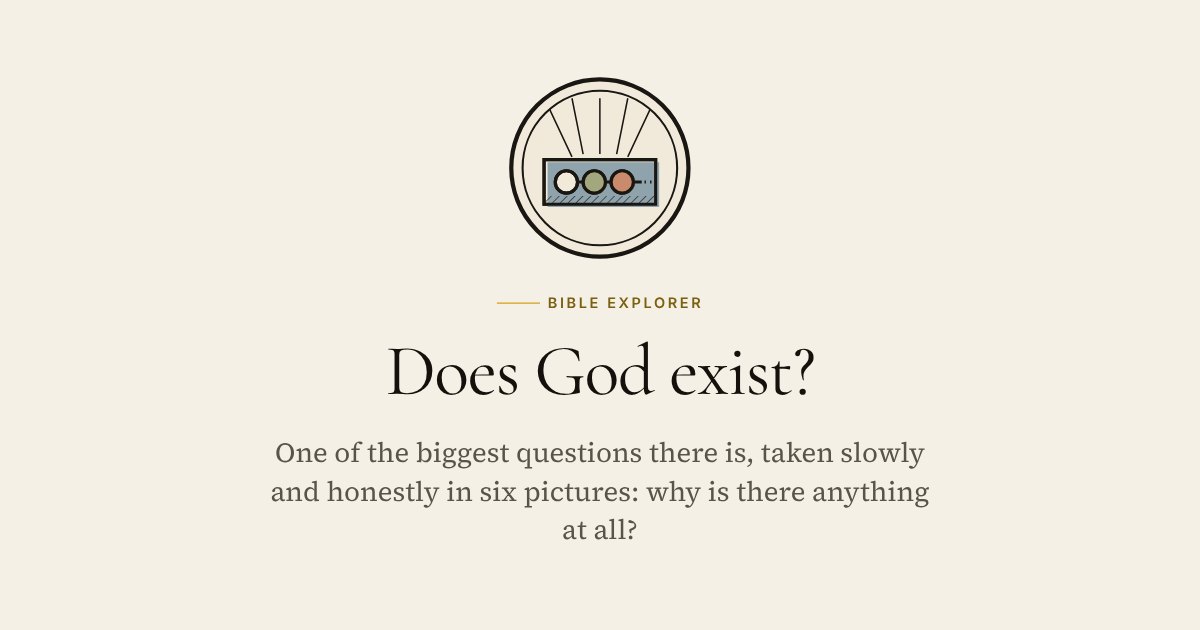 BIBLE EXPLORER
Does God exist?
One of the biggest questions there is, taken slowly
and honestly in six pictures: why is there anything
at all?